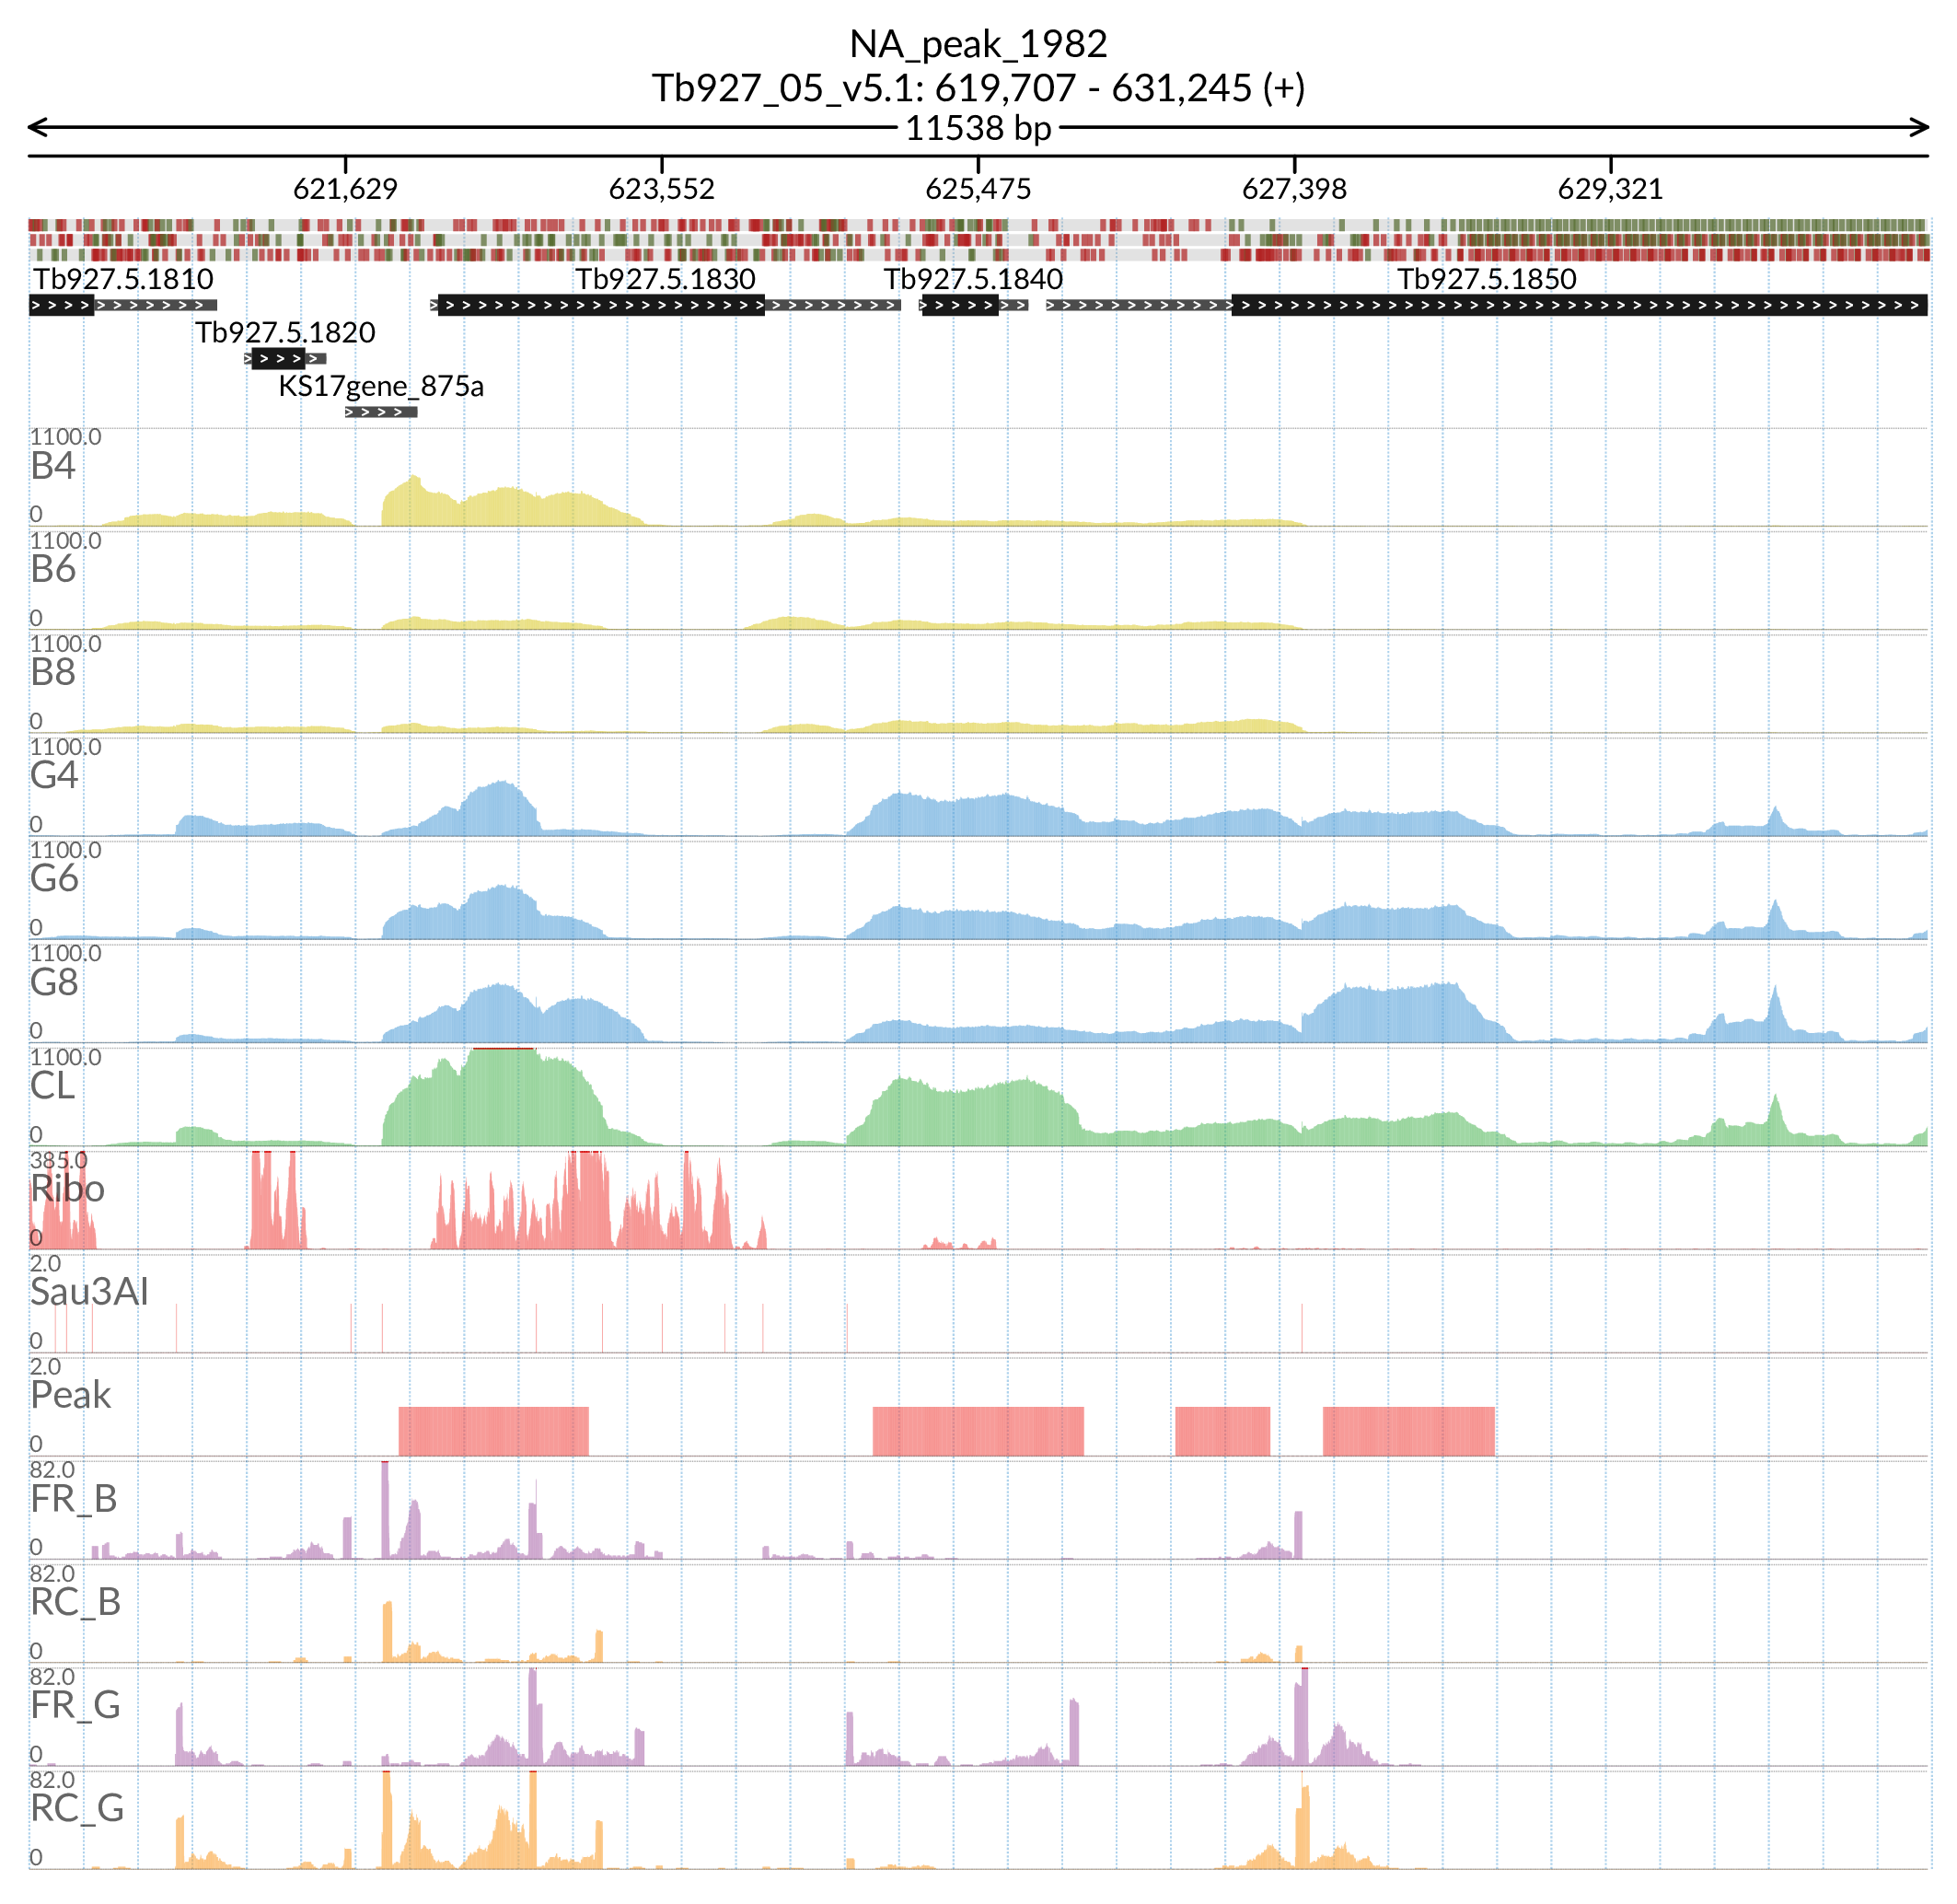 NA_peak_1982
Tb927_05_v5.1: 619,707 - 631,245 (+)
11538 bp
621,629 623,552 625,475 627,398 629,321
Tb927.5.1810 Tb927.5.1830 Tb927.5.1840 Tb927.5.1850
Tb927.5.1820
KS17gene_875a
1100.0
B4
0
1100.0
B6
0
1100.0
B8
0
1100.0
G4
0
1100.0
G6
0
1100.0
G8
0
1100.0
CL
0
385.0
Ribo
0
2.0
Sau3AI
0
2.0
Peak
0
82.0
FR_B
0
82.0
RC_B
0
82.0
FR_G
0
82.0
RC_G
0